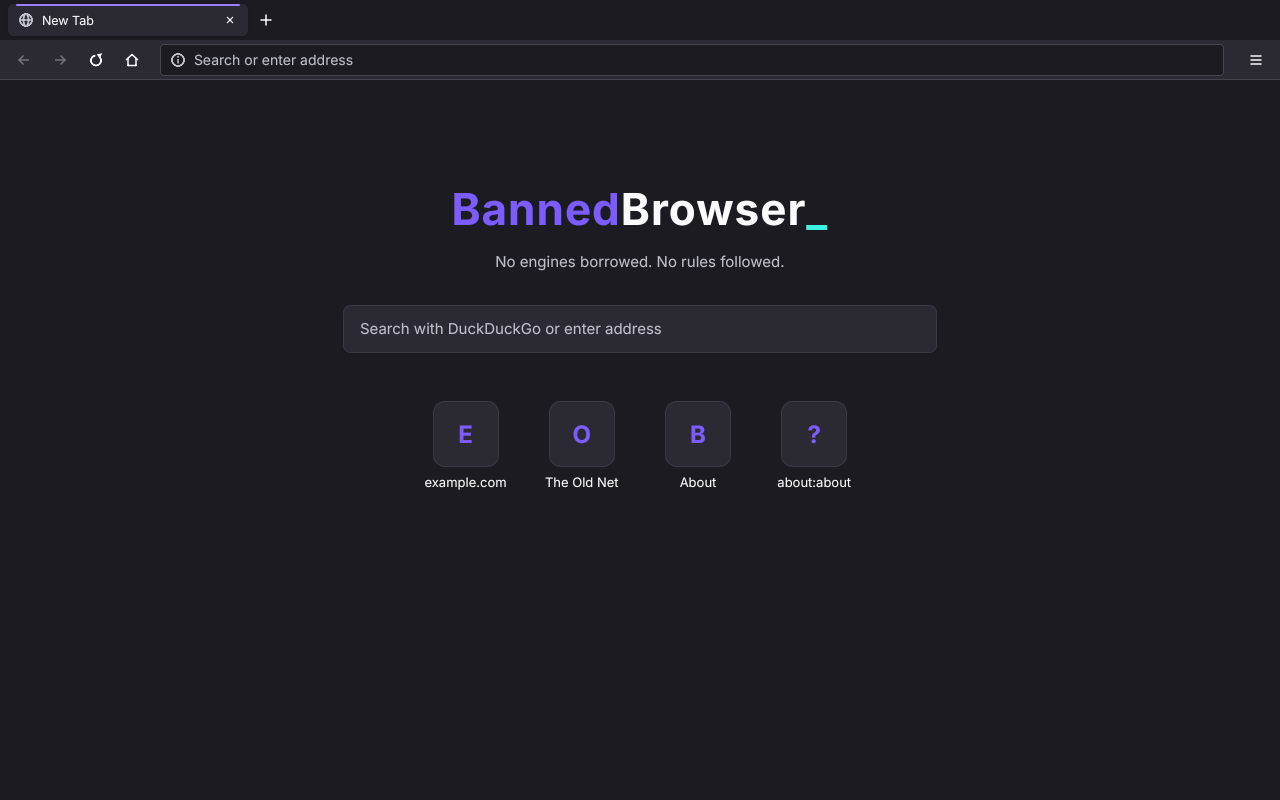 New Tab
Search or enter address
BannedBrowser_
No engines borrowed. No rules followed.
Search with DuckDuckGo or enter address
E O B ?
example.com The Old Net About about:about